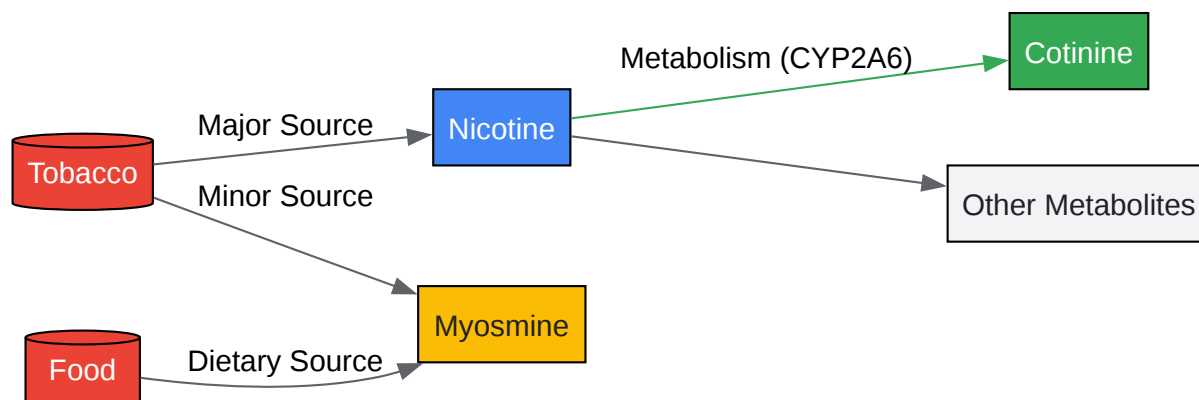 Metabolism (CYP2A6)
Cotinine
Major Source
Nicotine
Tobacco
Minor Source
Other Metabolites
Myosmine
Dietary Source
Food